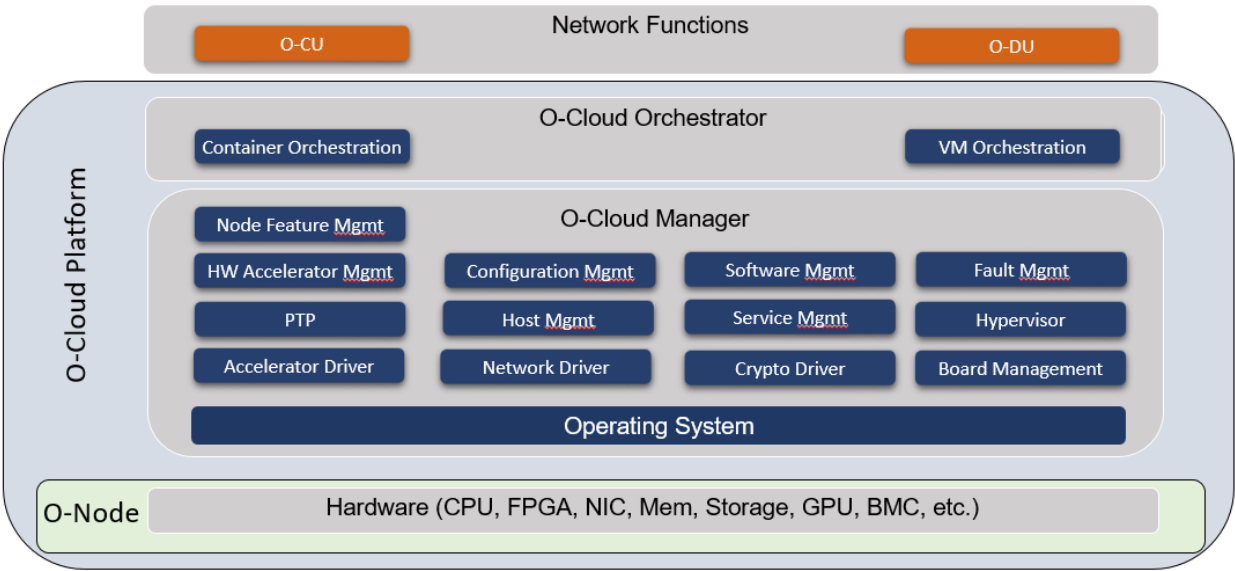 Network Functions
O-CU
O-DU
O-Cloud Platform
O-Cloud Orchestrator
Container Orchestration
VM Orchestration
O-Cloud Manager
Node Feature Mgmt
HW Accelerator Mgmt
Configuration Mgmt
Software Mgmt
Fault Mgmt
PTP
Host Mgmt
Service Mgmt
Hypervisor
Accelerator Driver
Network Driver
Crypto Driver
Board Management
Operating System
O-Node
Hardware (CPU, FPGA, NIC, Mem, Storage, GPU, BMC, etc.)